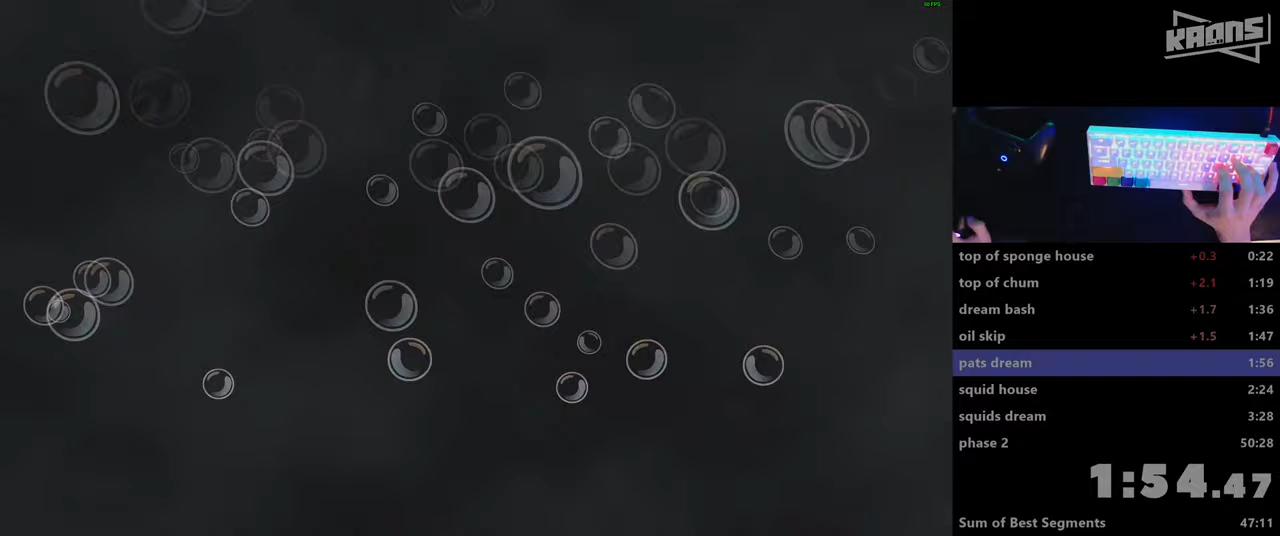 50 FPS
KAONS
top of sponge house +0.3 0:22
top of chum +2.1 1:19
dream bash +1.7 1:36
oil skip +1.5 1:47
pats dream 1:56
squid house 2:24
squids dream 3:28
phase 2 50:28
1:54.47
Sum of Best Segments 47:11